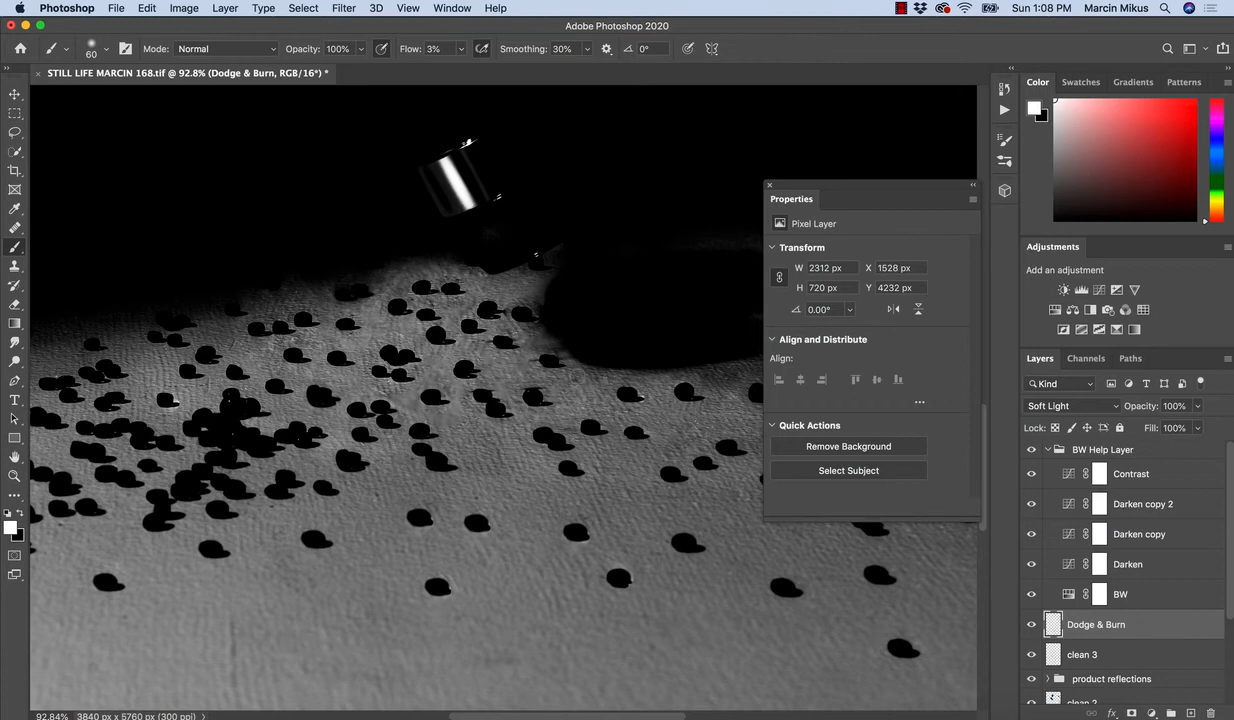 Photoshop File Edit Image Layer Type Select Filter 3D View Window Help Sun 1:08 PM Marcin Mikus
Adobe Photoshop 2020
60 Mode: Normal Opacity: 100% Flow: 3% Smoothing: 30% 0°
STILL LIFE MARCIN 168.tif @ 92.8% (Dodge & Burn, RGB/16*) *
Color Swatches Gradients Patterns
Properties
Pixel Layer
Transform
W 2312 px X 1528 px
H 720 px Y 4232 px
0.00°
Align and Distribute
Align:
Quick Actions
Remove Background
Select Subject
Adjustments
Add an adjustment
Layers Channels Paths
Kind
Soft Light Opacity: 100%
Lock: Fill: 100%
BW Help Layer
Contrast
Darken copy 2
Darken copy
Darken
BW
Dodge & Burn
clean 3
product reflections
clean 2
92.84% 3840 px x 5760 px (300 ppi)